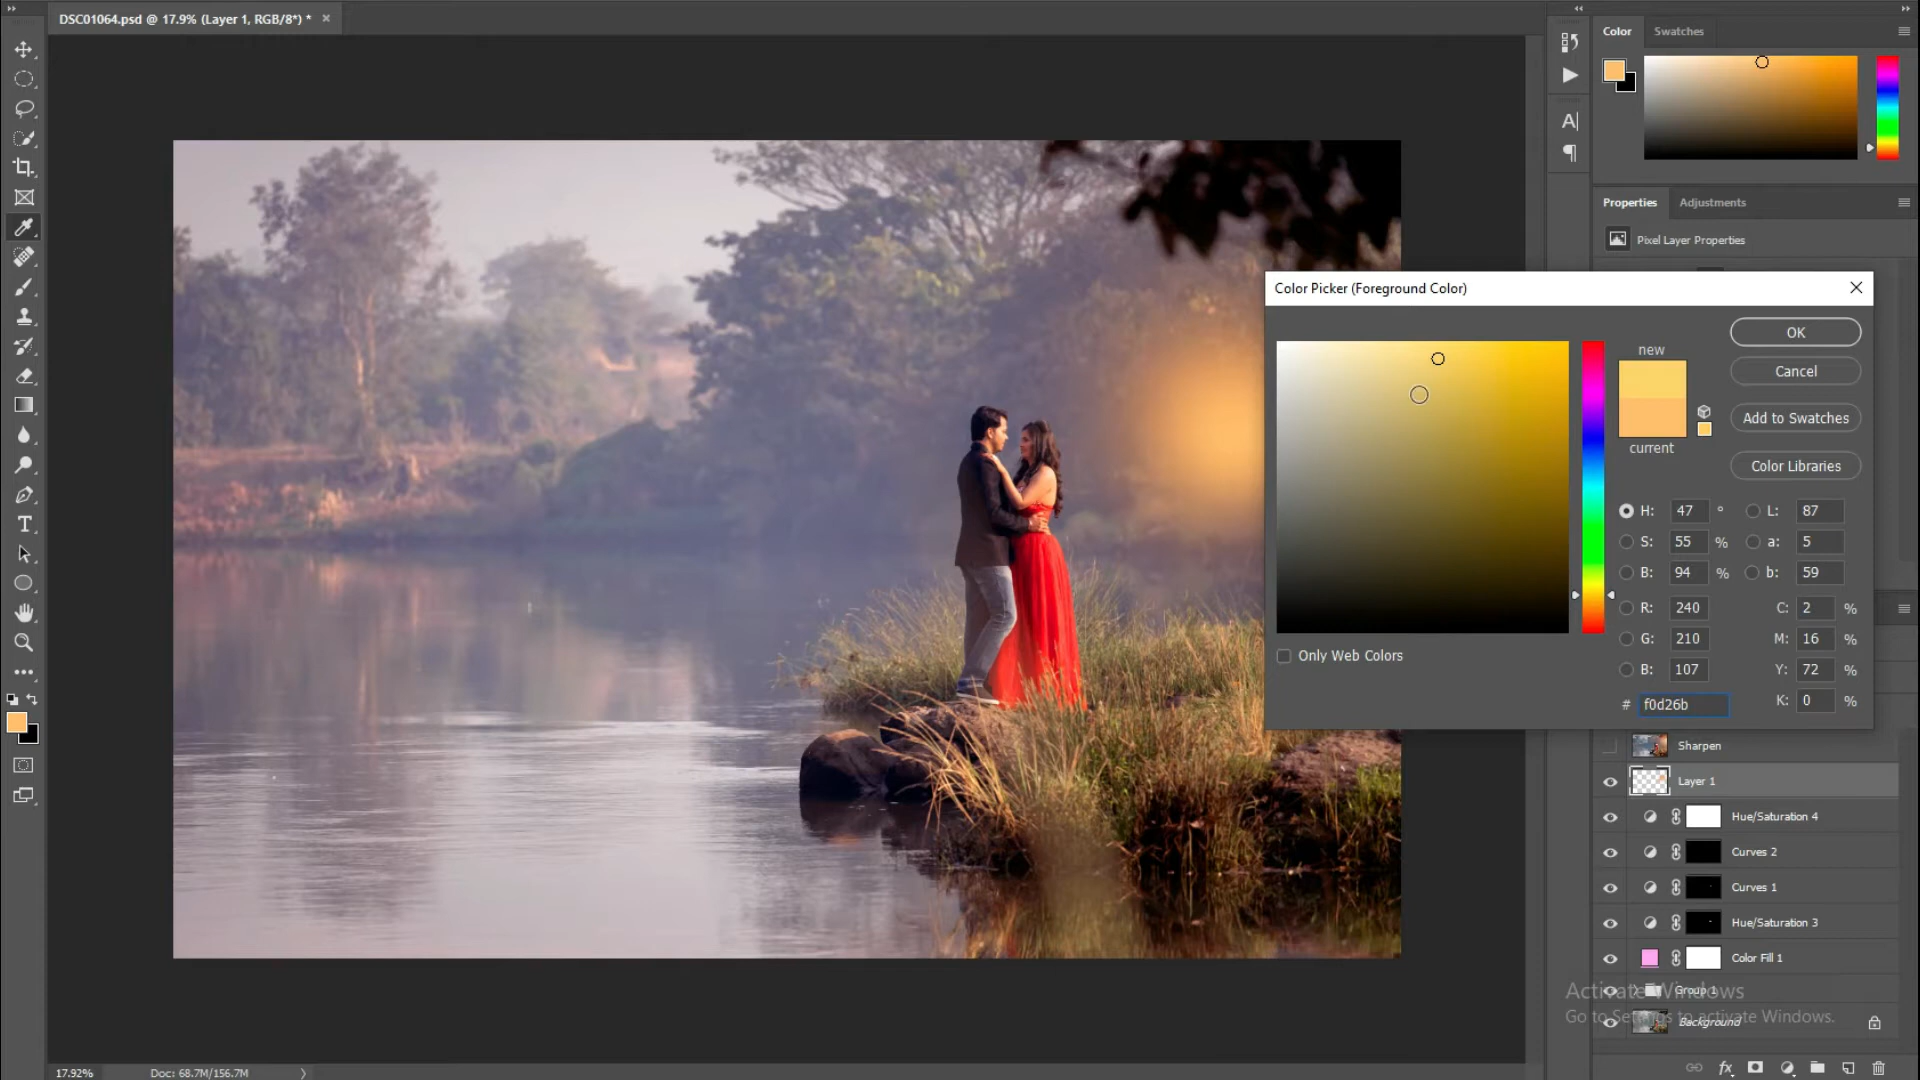 DSC01064.psd @ 17.9% (Layer 1, RGB/8*) *
Color Swatches
Properties Adjustments
Pixel Layer Properties
Color Picker (Foreground Color)
OK
new
Cancel
Add to Swatches
current
Color Libraries
H: 47 ° L: 87
S: 55 % a: 5
B: 94 % b: 59
R: 240 C: 2 %
G: 210 M: 16 %
B: 107 Y: 72 %
# f0d26b K: 0 %
Only Web Colors
Sharpen
Layer 1
Hue/Saturation 4
Curves 2
Curves 1
Hue/Saturation 3
Color Fill 1
Group 1
Background
Activate Windows
Go to Settings to activate Windows.
17.92% Doc: 68.7M/156.7M